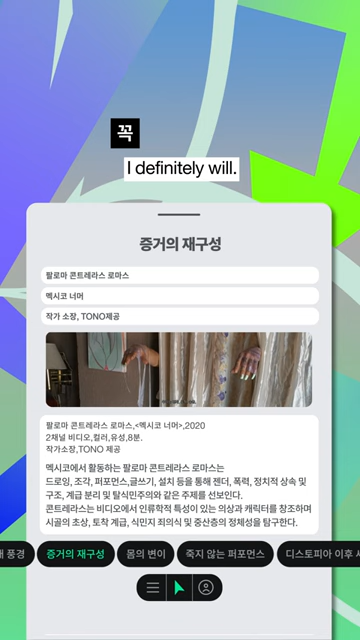 꼭
I definitely will.
증거의 재구성
팔로마 콘트레라스 로마스
멕시코 너머
작가 소장, TONO제공
팔로마 콘트레라스 로마스,<멕시코 너머>,2020
2채널 비디오,컬러,유성,8분.
작가소장,TONO 제공
멕시코에서 활동하는 팔로마 콘트레라스 로마스는
드로잉, 조각, 퍼포먼스,글쓰기, 설치 등을 통해 젠더, 폭력, 정치적 상속 및
구조, 계급 분리 및 탈식민주의와 같은 주제를 선보인다.
콘트레라스는 비디오에서 인류학적 특성이 있는 의상과 캐릭터를 창조하며
시골의 초상, 토착 계급, 식민지 죄의식 및 중산층의 정체성을 탐구한다.
풍경 증거의 재구성 몸의 변이 죽지 않는 퍼포먼스 디스토피아 이후